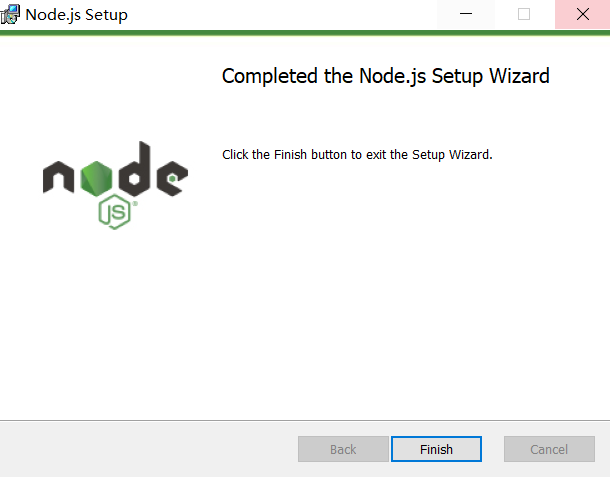 Node.js Setup
Completed the Node.js Setup Wizard
Click the Finish button to exit the Setup Wizard.
node
JS
Back
Finish
Cancel